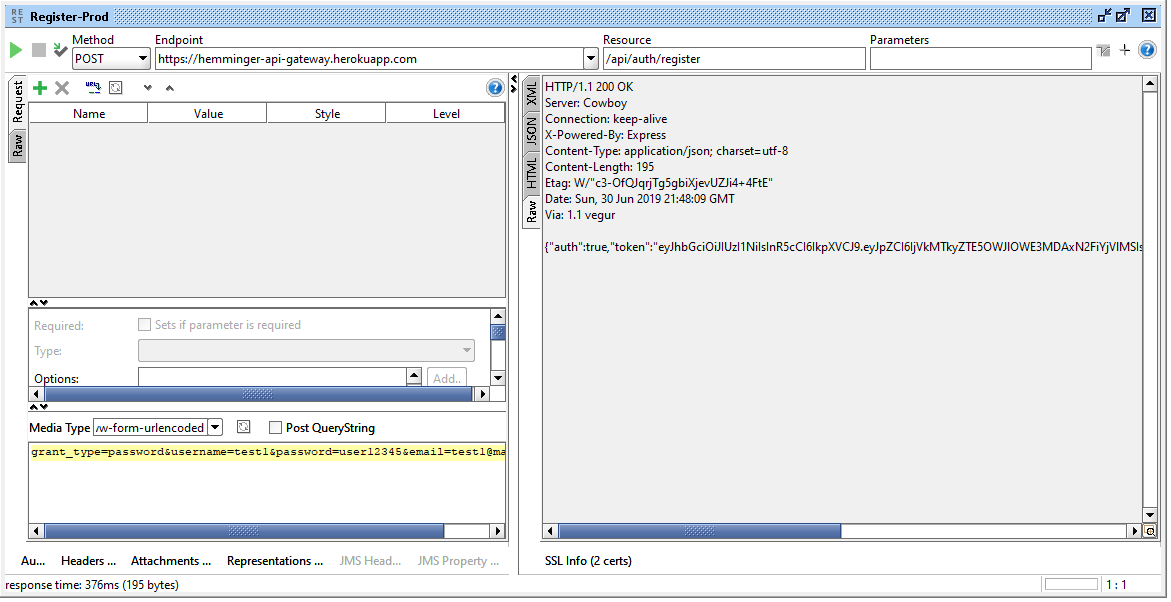 RE
ST
Register-Prod
Method
Endpoint
Resource
Parameters
POST
https://hemminger-api-gateway.herokuapp.com
/api/auth/register
Request
Raw
Name Value Style Level
Required:
Sets if parameter is required
Type:
Options:
Add..
Media Type
/w-form-urlencoded
Post QueryString
grant_type=password&username=test1&password=user12345&email=test1@ma
Au... Headers ... Attachments ... Representations ... JMS Head... JMS Property ...
XML
JSON
HTML
Raw
HTTP/1.1 200 OK
Server: Cowboy
Connection: keep-alive
X-Powered-By: Express
Content-Type: application/json; charset=utf-8
Content-Length: 195
Etag: W/"c3-OfQJqrjTg5gbiXjevUZJi4+4FtE"
Date: Sun, 30 Jun 2019 21:48:09 GMT
Via: 1.1 vegur
{"auth":true,"token":"eyJhbGciOiJIUzI1NiIsInR5cCI6IkpXVCJ9.eyJpZCI6IjVkMTkyZTE5OWJlOWE3MDAxN2FiYjVlMSIs
SSL Info (2 certs)
response time: 376ms (195 bytes)
1 : 1